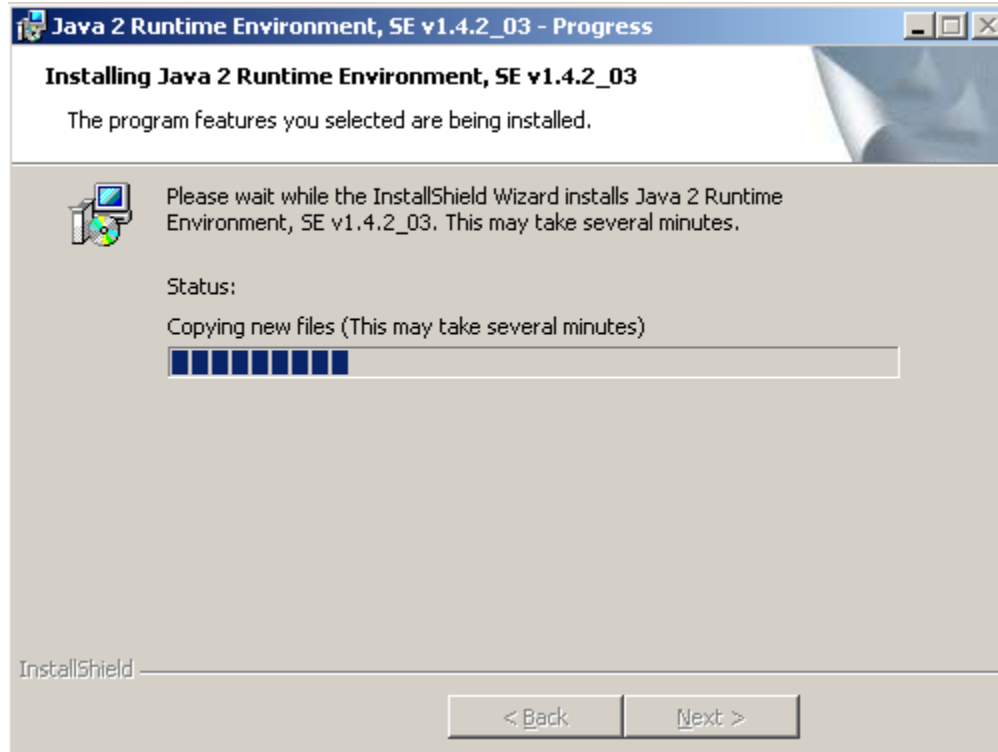 Java 2 Runtime Environment, SE v1.4.2_03 - Progress
Installing Java 2 Runtime Environment, SE v1.4.2_03
The program features you selected are being installed.
Please wait while the InstallShield Wizard installs Java 2 Runtime
Environment, SE v1.4.2_03. This may take several minutes.
Status:
Copying new files (This may take several minutes)
InstallShield
< Back Next >